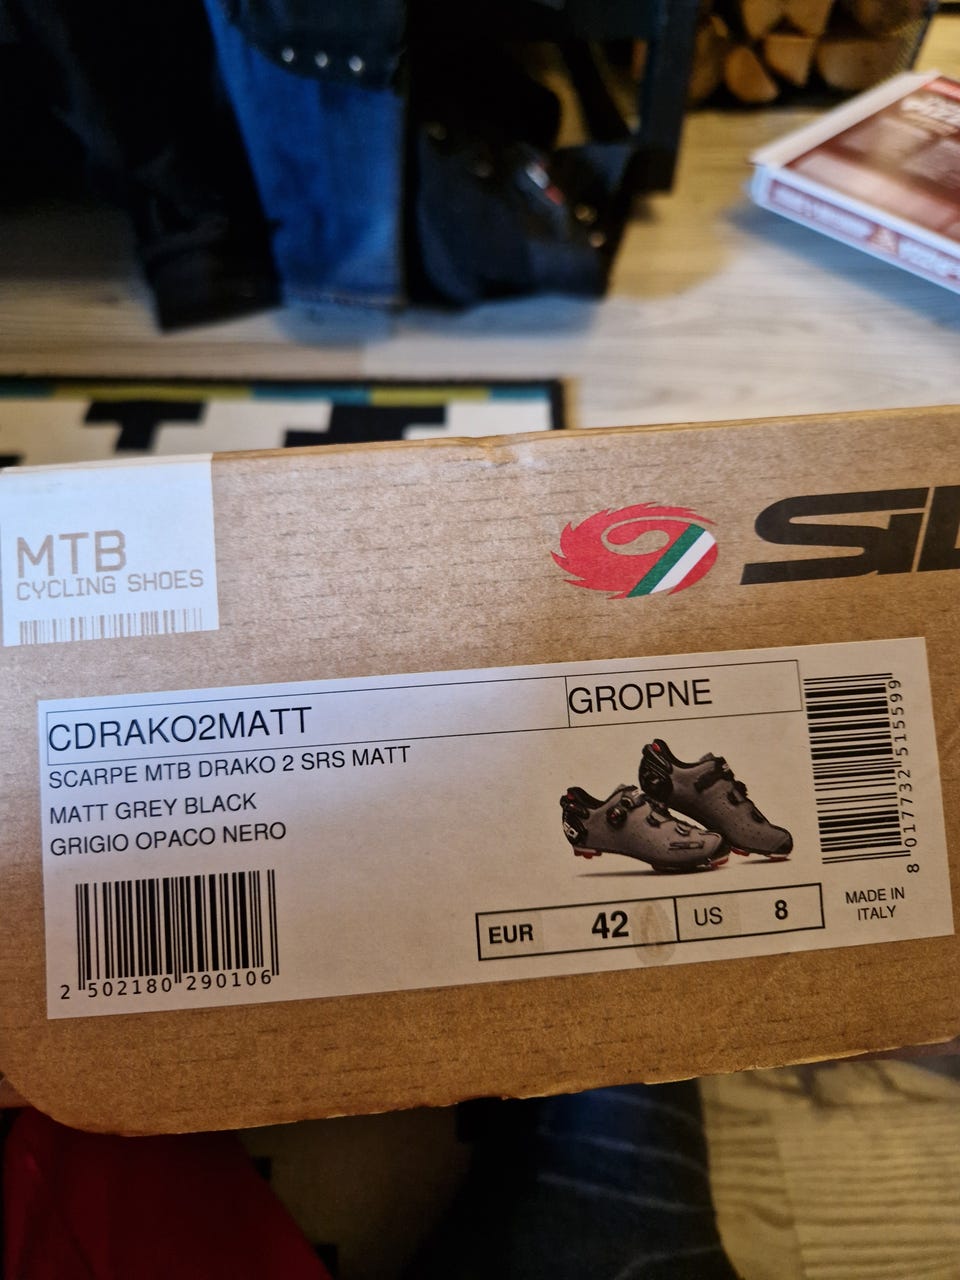 MTB
CYCLING SHOES
SID
CDRAKO2MATT GROPNE
SCARPE MTB DRAKO 2 SRS MATT
MATT GREY BLACK
GRIGIO OPACO NERO
2 502180 290106
EUR 42 US 8
8 017732 515599
MADE IN
ITALY